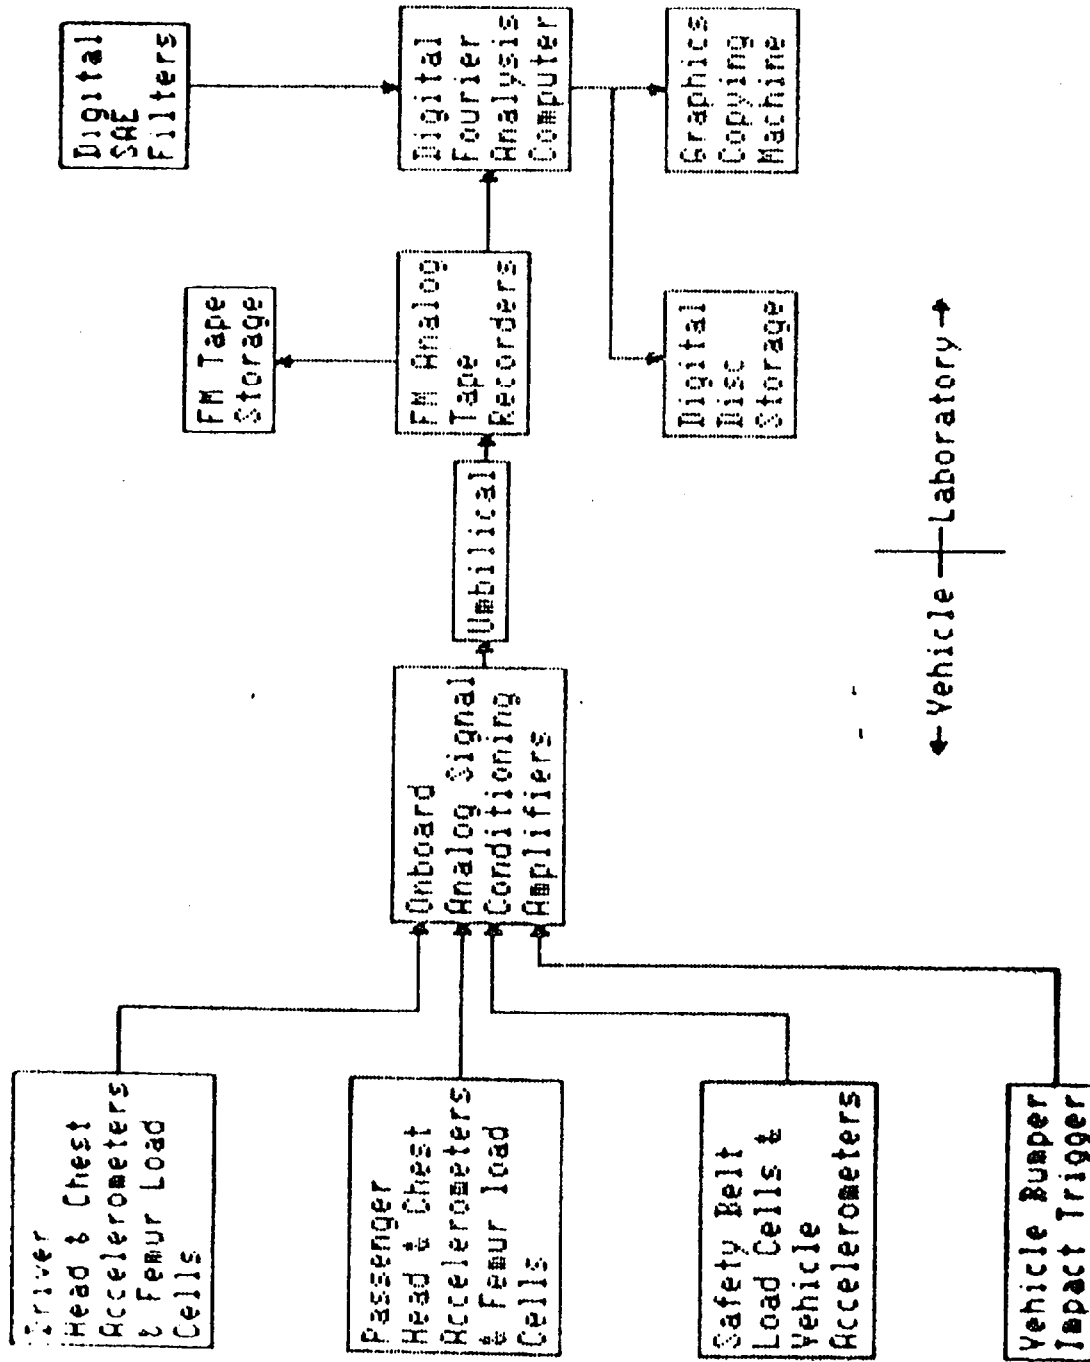 Driver
Head & Chest
Accelerometers
& Femur Load
Cells
Passenger
Head & Chest
Accelerometers
& Femur load
Cells
Safety Belt
Load Cells &
Vehicle
Accelerometers
Vehicle Bumper
Impact Trigger
Onboard
Analog Signal
Conditioning
Amplifiers
Umbilical
FM Tape
Storage
FM Analog
Tape
Recorders
Digital
SAE
Filters
Digital
Fourier
Analysis
Computer
Graphics
Copying
Machine
Digital
Disc
Storage
← Vehicle — Laboratory →